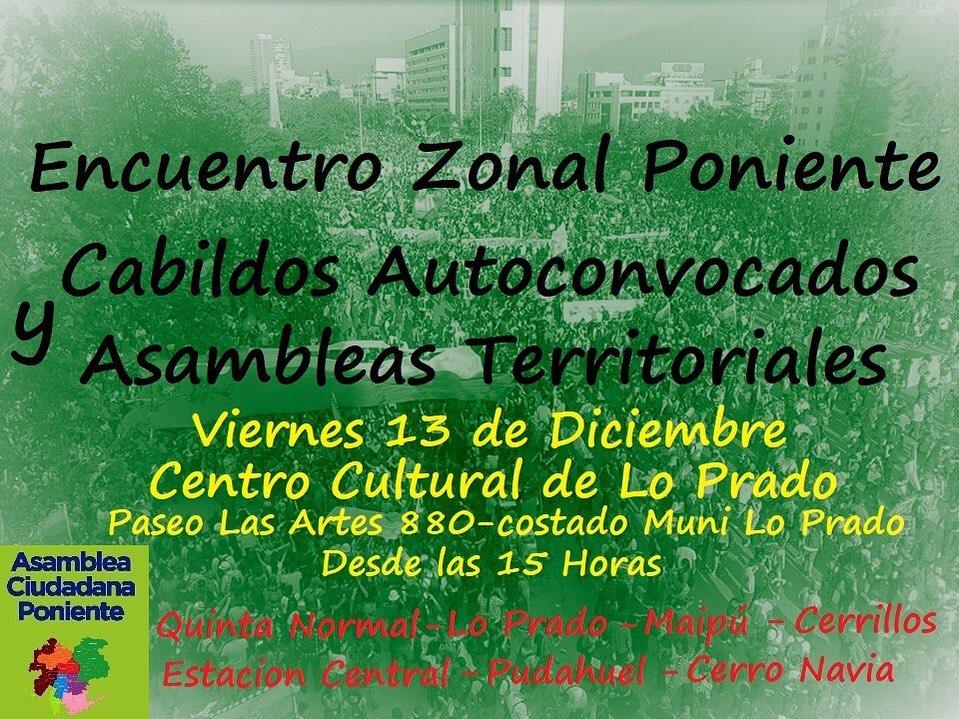 Encuentro Zonal Poniente
Cabildos Autoconvocados
y
Asambleas Territoriales
Viernes 13 de Diciembre
Centro Cultural de Lo Prado
Paseo Las Artes 880-costado Muni Lo Prado
Desde las 15 Horas
Asamblea
Ciudadana
Poniente
Quinta Normal-Lo Prado -Maipú - Cerrillos
Estacion Central - Pudahuel - Cerro Navia